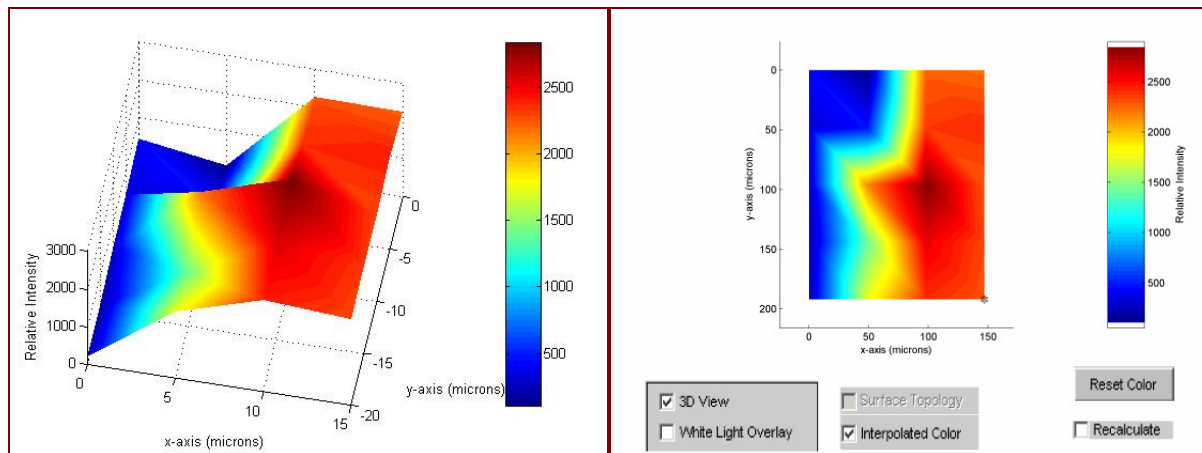 2500
2000
1500
1000
500
3000
2000
1000
0
Relative Intensity
0
-5
-10
-15
-20
y-axis (microns)
0
5
10
15
x-axis (microns)
0
50
100
150
200
y-axis (microns)
0
50
100
150
x-axis (microns)
2500
2000
1500
1000
500
Relative Intensity
3D View
White Light Overlay
Surface Topology
Interpolated Color
Reset Color
Recalculate